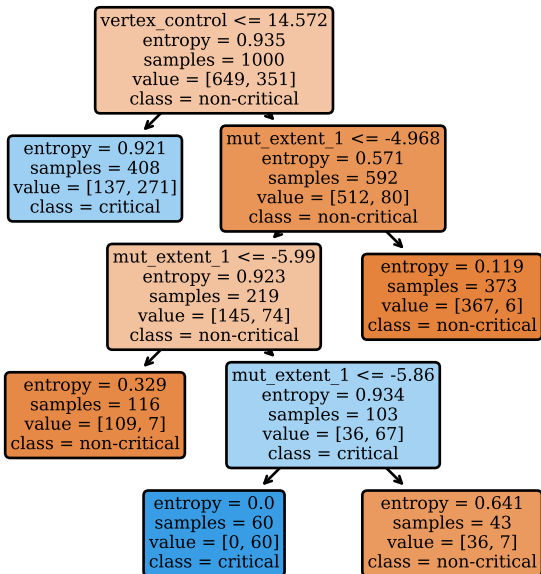 vertex_control <= 14.572
entropy = 0.935
samples = 1000
value = [649, 351]
class = non-critical
entropy = 0.921
samples = 408
value = [137, 271]
class = critical
mut_extent_1 <= -4.968
entropy = 0.571
samples = 592
value = [512, 80]
class = non-critical
mut_extent_1 <= -5.99
entropy = 0.923
samples = 219
value = [145, 74]
class = non-critical
entropy = 0.119
samples = 373
value = [367, 6]
class = non-critical
entropy = 0.329
samples = 116
value = [109, 7]
class = non-critical
mut_extent_1 <= -5.86
entropy = 0.934
samples = 103
value = [36, 67]
class = critical
entropy = 0.0
samples = 60
value = [0, 60]
class = critical
entropy = 0.641
samples = 43
value = [36, 7]
class = non-critical